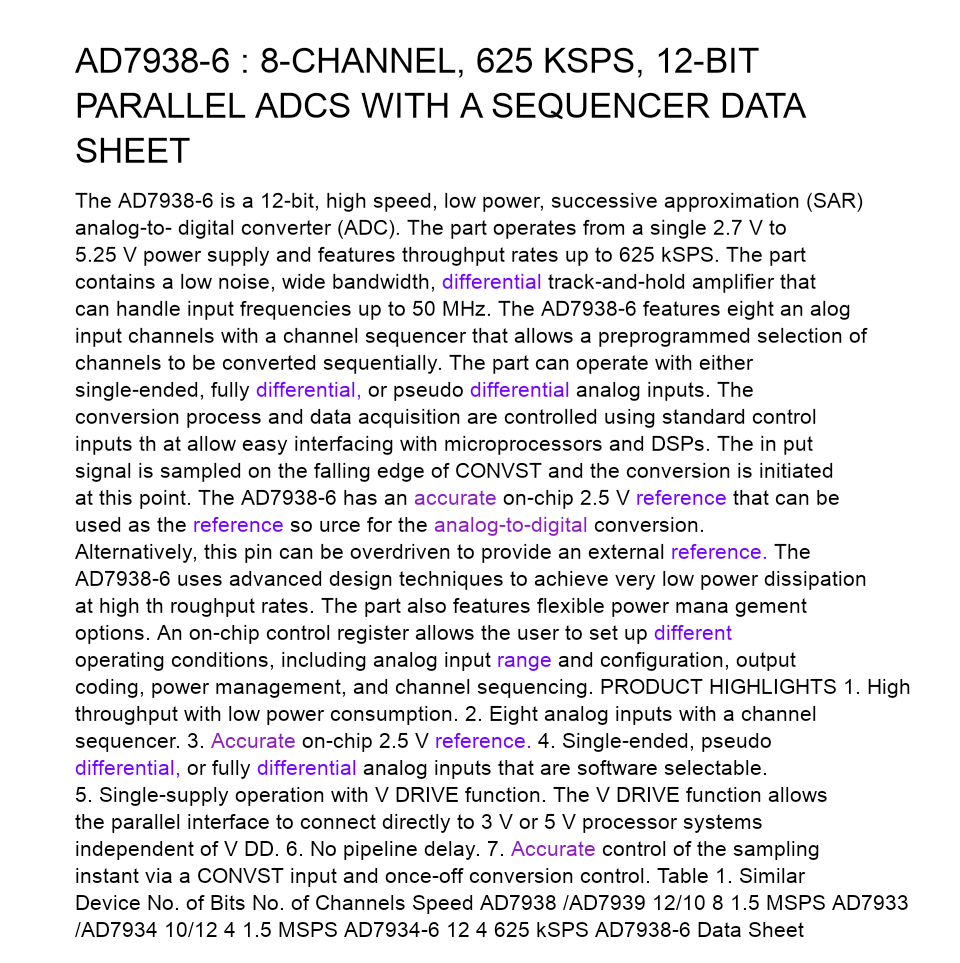 AD7938-6 : 8-CHANNEL, 625 KSPS, 12-BIT
PARALLEL ADCS WITH A SEQUENCER DATA
SHEET
The AD7938-6 is a 12-bit, high speed, low power, successive approximation (SAR)
analog-to- digital converter (ADC). The part operates from a single 2.7 V to
5.25 V power supply and features throughput rates up to 625 kSPS. The part
contains a low noise, wide bandwidth, differential track-and-hold amplifier that
can handle input frequencies up to 50 MHz. The AD7938-6 features eight an alog
input channels with a channel sequencer that allows a preprogrammed selection of
channels to be converted sequentially. The part can operate with either
single-ended, fully differential, or pseudo differential analog inputs. The
conversion process and data acquisition are controlled using standard control
inputs th at allow easy interfacing with microprocessors and DSPs. The in put
signal is sampled on the falling edge of CONVST and the conversion is initiated
at this point. The AD7938-6 has an accurate on-chip 2.5 V reference that can be
used as the reference so urce for the analog-to-digital conversion.
Alternatively, this pin can be overdriven to provide an external reference. The
AD7938-6 uses advanced design techniques to achieve very low power dissipation
at high th roughput rates. The part also features flexible power mana gement
options. An on-chip control register allows the user to set up different
operating conditions, including analog input range and configuration, output
coding, power management, and channel sequencing. PRODUCT HIGHLIGHTS 1. High
throughput with low power consumption. 2. Eight analog inputs with a channel
sequencer. 3. Accurate on-chip 2.5 V reference. 4. Single-ended, pseudo
differential, or fully differential analog inputs that are software selectable.
5. Single-supply operation with V DRIVE function. The V DRIVE function allows
the parallel interface to connect directly to 3 V or 5 V processor systems
independent of V DD. 6. No pipeline delay. 7. Accurate control of the sampling
instant via a CONVST input and once-off conversion control. Table 1. Similar
Device No. of Bits No. of Channels Speed AD7938 /AD7939 12/10 8 1.5 MSPS AD7933
/AD7934 10/12 4 1.5 MSPS AD7934-6 12 4 625 kSPS AD7938-6 Data Sheet